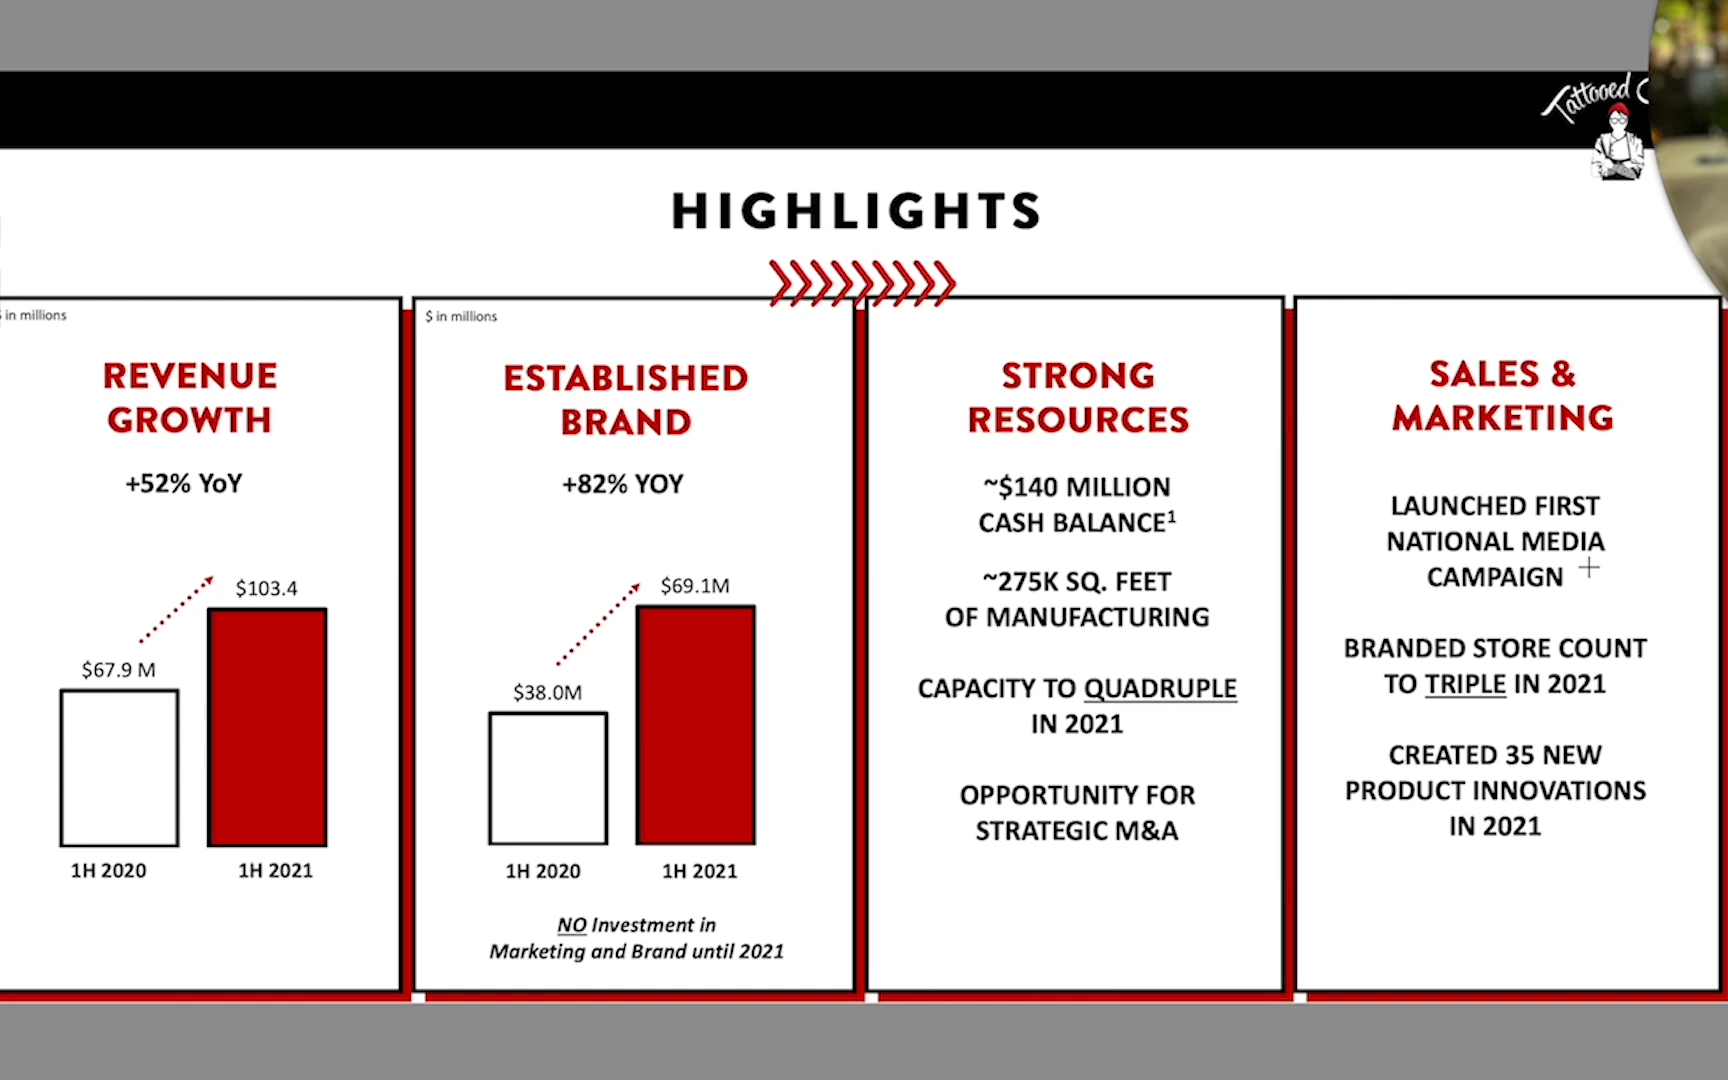 Tattooed
HIGHLIGHTS
in millions
REVENUE
GROWTH
+52% YoY
$67.9 M
$103.4
1H 2020
1H 2021
$ in millions
ESTABLISHED
BRAND
+82% YOY
$38.0M
$69.1M
1H 2020
1H 2021
NO Investment in
Marketing and Brand until 2021
STRONG
RESOURCES
~$140 MILLION
CASH BALANCE¹
~275K SQ. FEET
OF MANUFACTURING
CAPACITY TO QUADRUPLE
IN 2021
OPPORTUNITY FOR
STRATEGIC M&A
SALES &
MARKETING
LAUNCHED FIRST
NATIONAL MEDIA
CAMPAIGN
BRANDED STORE COUNT
TO TRIPLE IN 2021
CREATED 35 NEW
PRODUCT INNOVATIONS
IN 2021